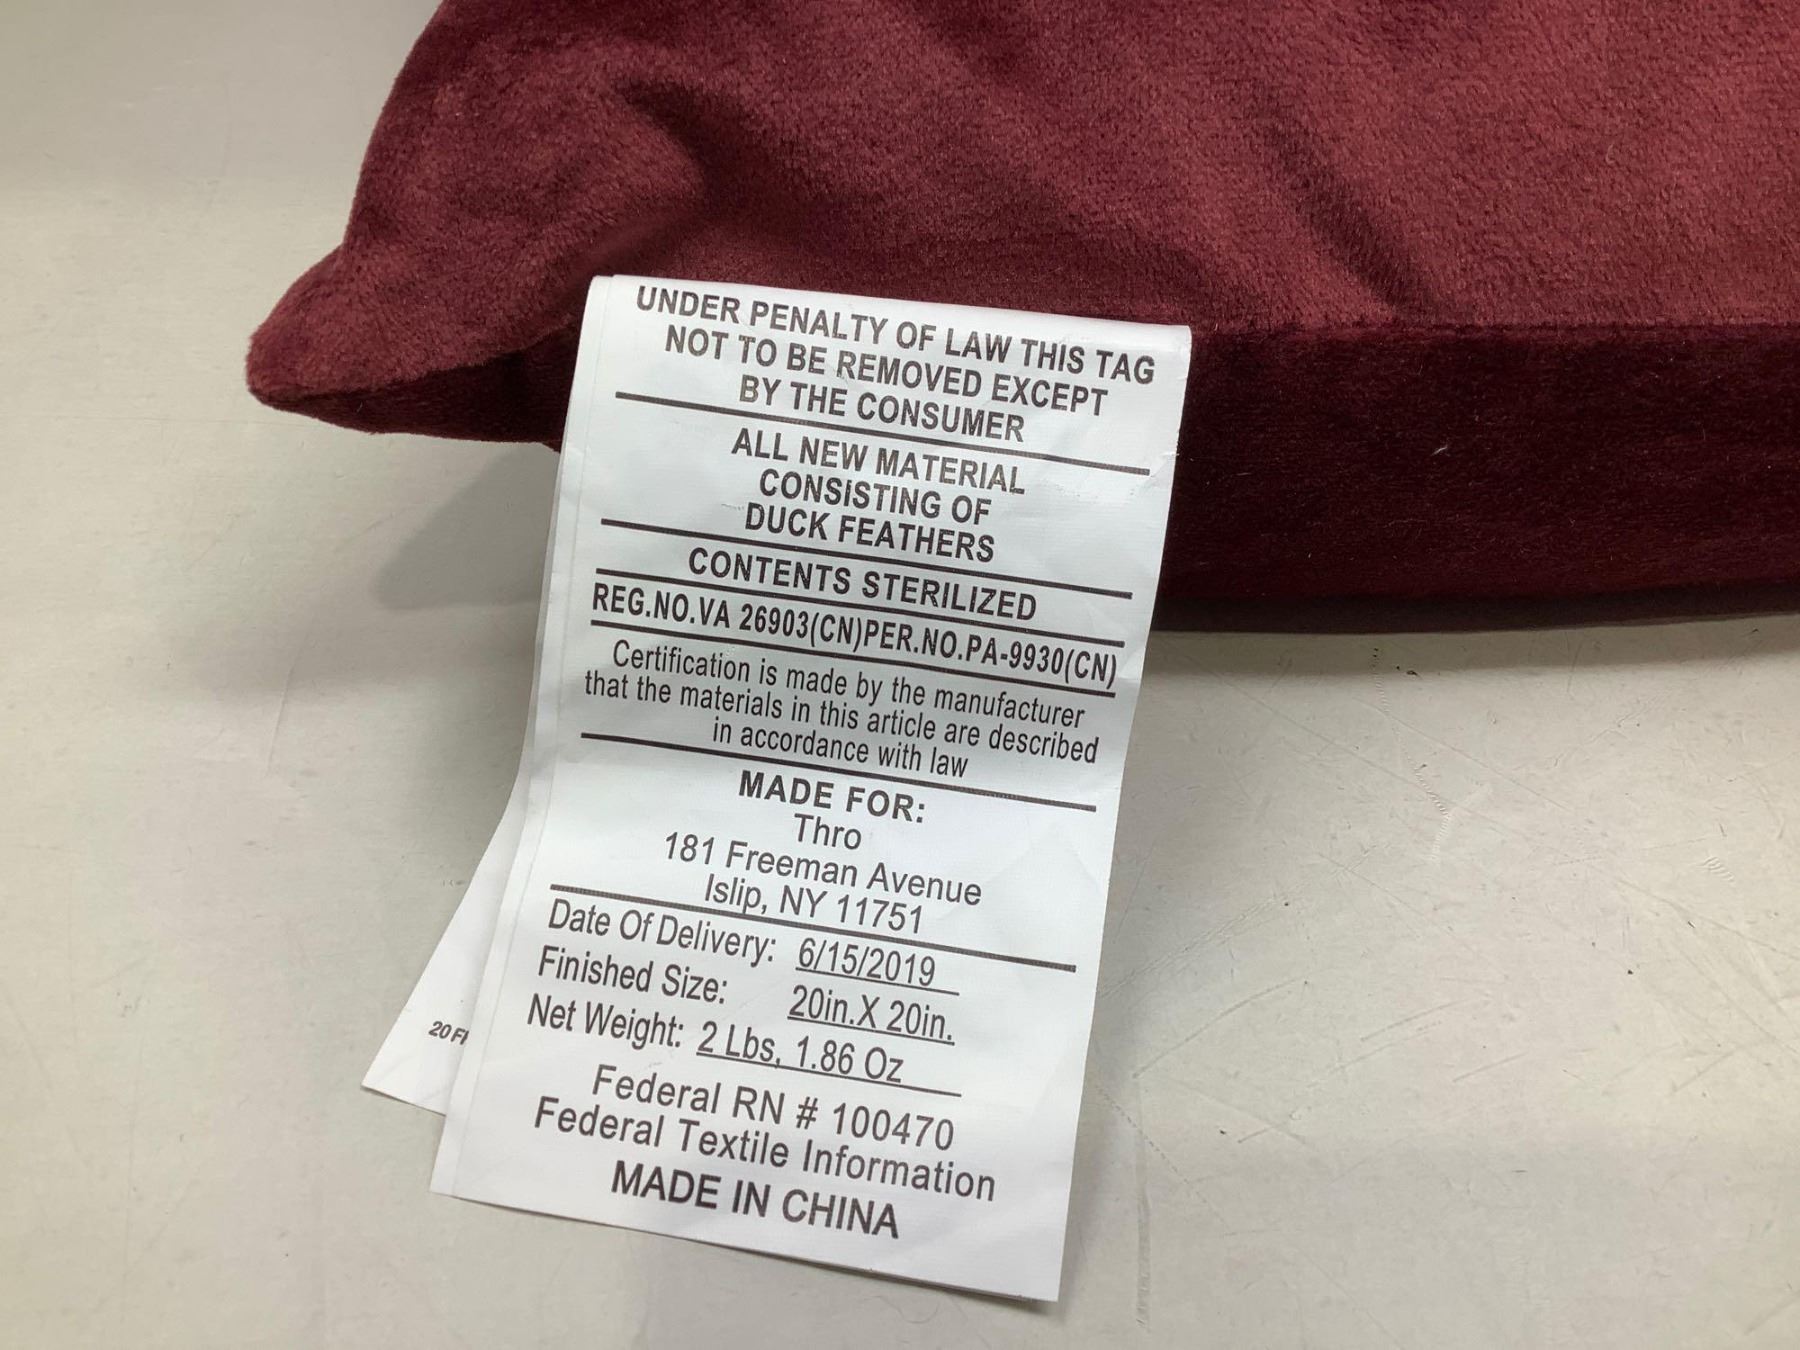 UNDER PENALTY OF LAW THIS TAG
NOT TO BE REMOVED EXCEPT
BY THE CONSUMER
ALL NEW MATERIAL
CONSISTING OF
DUCK FEATHERS
CONTENTS STERILIZED
REG.NO.VA 26903(CN)PER.NO.PA-9930(CN)
Certification is made by the manufacturer
that the materials in this article are described
in accordance with law
MADE FOR:
Thro
181 Freeman Avenue
Islip, NY 11751
Date Of Delivery: 6/15/2019
Finished Size: 20in.X 20in.
Net Weight: 2 Lbs, 1.86 Oz
Federal RN # 100470
Federal Textile Information
MADE IN CHINA
20